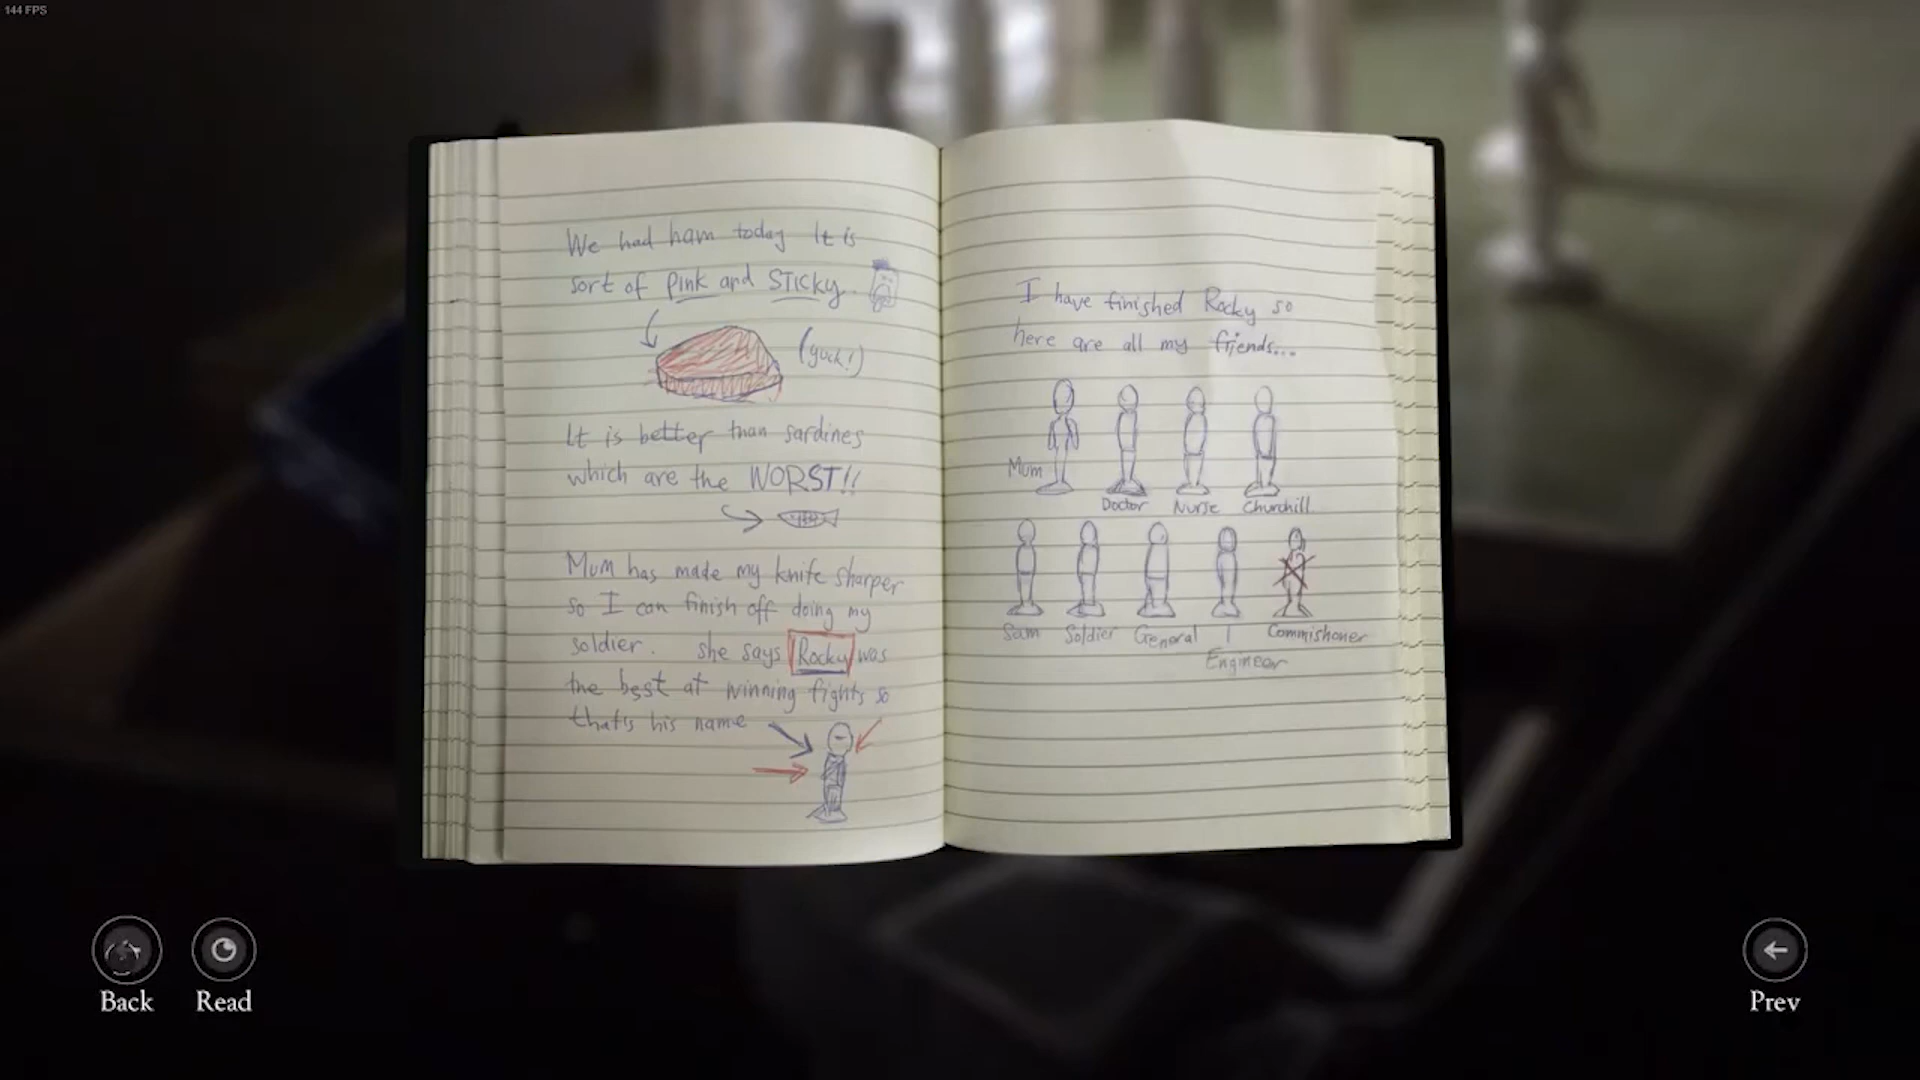 144 FPS
We had ham today It is
sort of Pink and STICKY.
(yuck!)
It is better than sardines
which are the WORST!!
Mum has made my knife sharper
so I can finish off doing my
soldier. she says Rocky was
the best at winning fights so
that's his name
I have finished Rocky so
here are all my friends...
Mum
Doctor Nurse Churchill
Sam Soldier General Commishoner
Engineer
Back
Read
Prev